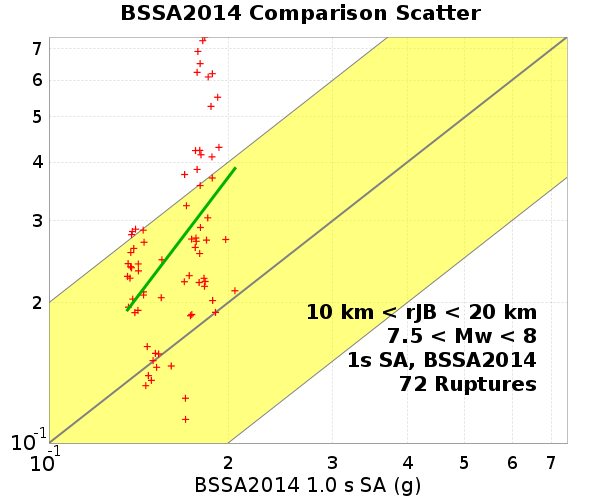 BSSA2014 Comparison Scatter
7
6
5
4
3
2
10⁻¹
10 km < rJB < 20 km
7.5 < Mw < 8
1s SA, BSSA2014
72 Ruptures
10⁻¹ 2 3 4 5 6 7
BSSA2014 1.0 s SA (g)